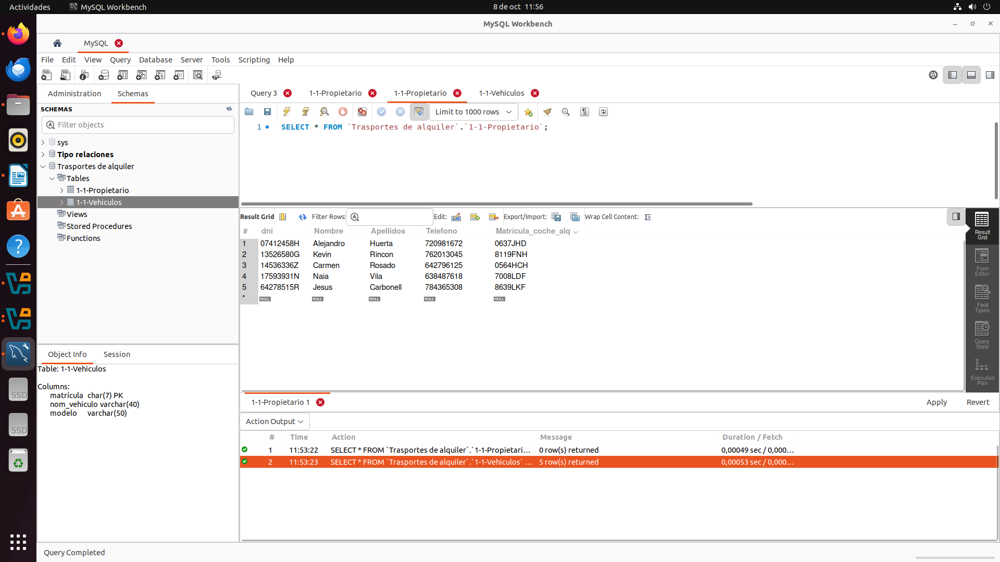 Actividades MySQL Workbench 8 de oct 11:56
MySQL Workbench
MySQL
File Edit View Query Database Server Tools Scripting Help
Administration Schemas
Query 3 1-1-Propietario 1-1-Propietario 1-1-Vehiculos
SCHEMAS
Filter objects
Limit to 1000 rows
1 SELECT * FROM `Trasportes de alquiler`.`1-1-Propietario`;
sys
Tipo relaciones
Trasportes de alquiler
Tables
1-1-Propietario
1-1-Vehiculos
Views
Stored Procedures
Functions
Result Grid Filter Rows: Edit: Export/Import: Wrap Cell Content:
# dni Nombre Apellidos Telefono Matrícula_coche_alq
1 07412458H Alejandro Huerta 720981672 0637JHD
2 13526580G Kevin Rincon 762013045 8119FNH
3 14536336Z Carmen Rosado 642796125 0564HCH
4 17593931N Naia Vila 638487618 7008LDF
5 64278515R Jesus Carbonell 784365308 8639LKF
* NULL NULL NULL NULL NULL
Result Grid
Form Editor
Field Types
Query Stats
Execution Plan
Object Info Session
Table: 1-1-Vehiculos
Columns:
matrícula char(7) PK
nom_vehiculo varchar(40)
modelo varchar(50)
1-1-Propietario 1 Apply Revert
Action Output
# Time Action Message Duration / Fetch
1 11:53:22 SELECT * FROM `Trasportes de alquiler`.`1-1-Propietari... 0 row(s) returned 0,00049 sec / 0,000...
2 11:53:23 SELECT * FROM `Trasportes de alquiler`.`1-1-Vehiculos` ... 5 row(s) returned 0,00053 sec / 0,000...
SSD
SSD
Query Completed